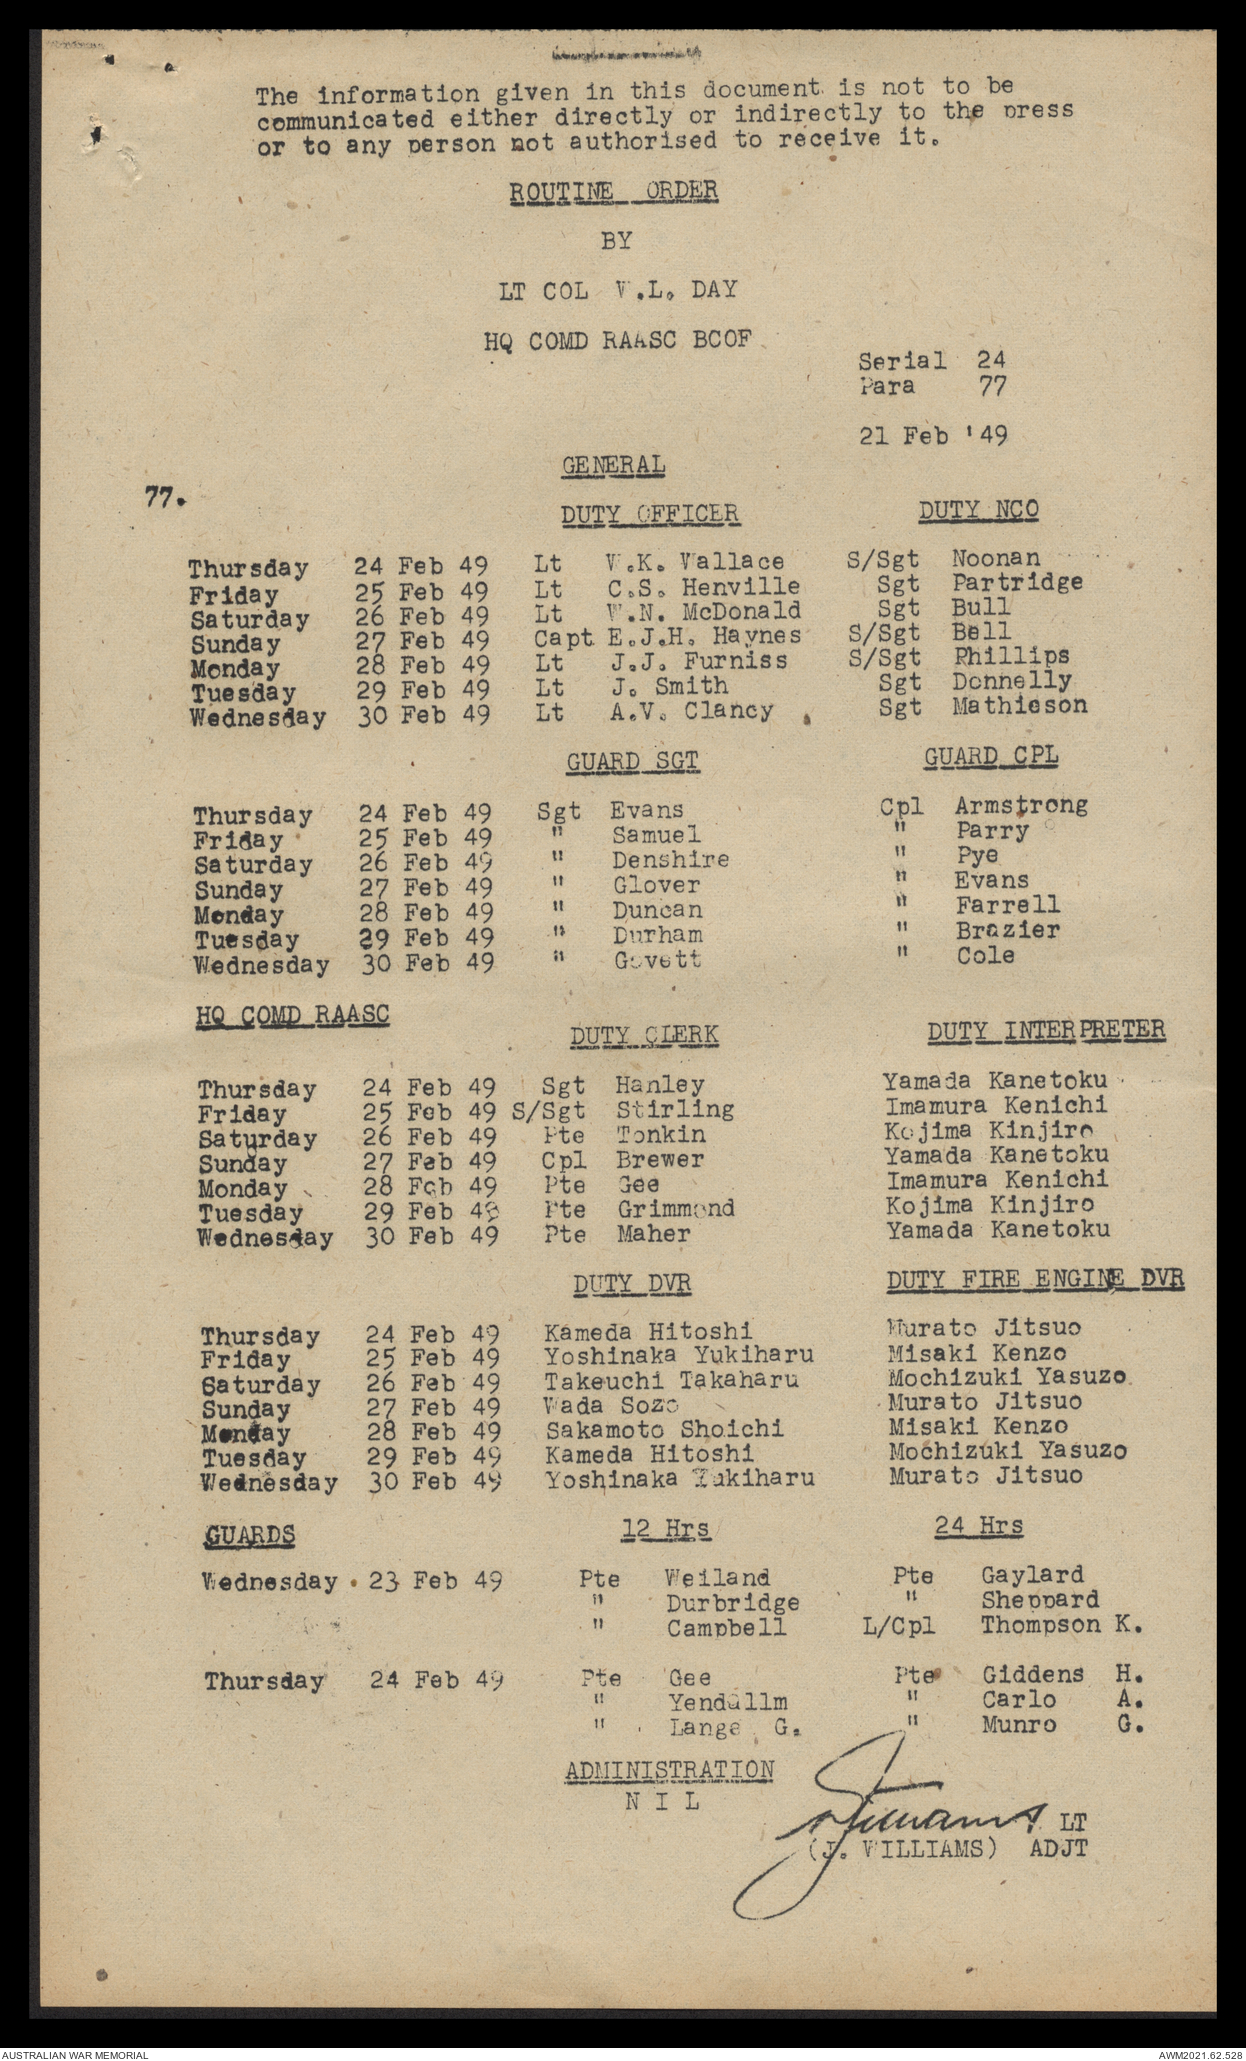 The information given in this document is not to be
communicated either directly or indirectly to the press
or to any person not authorised to receive it.
ROUTINE ORDER
BY
LT COL W.L. DAY
HQ COMD RAASC BCOF
Serial 24
Para 77
21 Feb '49
GENERAL
77.
DUTY OFFICER DUTY NCO
Thursday 24 Feb 49 Lt W.K. Wallace S/Sgt Noonan
Friday 25 Feb 49 Lt C.S. Henville Sgt Partridge
Saturday 26 Feb 49 Lt W.N. McDonald Sgt Bull
Sunday 27 Feb 49 Capt E.J.H. Haynes S/Sgt Bell
Monday 28 Feb 49 Lt J.J. Furniss S/Sgt Phillips
Tuesday 29 Feb 49 Lt J. Smith Sgt Donnelly
Wednesday 30 Feb 49 Lt A.V. Clancy Sgt Mathieson
GUARD SGT GUARD CPL
Thursday 24 Feb 49 Sgt Evans Cpl Armstrong
Friday 25 Feb 49 " Samuel " Parry
Saturday 26 Feb 49 " Denshire " Pye
Sunday 27 Feb 49 " Glover " Evans
Monday 28 Feb 49 " Duncan " Farrell
Tuesday 29 Feb 49 " Durham " Brazier
Wednesday 30 Feb 49 " Govett " Cole
HQ COMD RAASC
DUTY CLERK DUTY INTERPRETER
Thursday 24 Feb 49 Sgt Hanley Yamada Kanetoku
Friday 25 Feb 49 S/Sgt Stirling Imamura Kenichi
Saturday 26 Feb 49 Pte Tonkin Kojima Kinjiro
Sunday 27 Feb 49 Cpl Brewer Yamada Kanetoku
Monday 28 Feb 49 Pte Gee Imamura Kenichi
Tuesday 29 Feb 49 Pte Grimmond Kojima Kinjiro
Wednesday 30 Feb 49 Pte Maher Yamada Kanetoku
DUTY DVR DUTY FIRE ENGINE DVR
Thursday 24 Feb 49 Kameda Hitoshi Murato Jitsuo
Friday 25 Feb 49 Yoshinaka Yukiharu Misaki Kenzo
Saturday 26 Feb 49 Takeuchi Takaharu Mochizuki Yasuzo
Sunday 27 Feb 49 Wada Sozo Murato Jitsuo
Monday 28 Feb 49 Sakamoto Shoichi Misaki Kenzo
Tuesday 29 Feb 49 Kameda Hitoshi Mochizuki Yasuzo
Wednesday 30 Feb 49 Yoshinaka Yukiharu Murato Jitsuo
GUARDS 12 Hrs 24 Hrs
Wednesday 23 Feb 49 Pte Weiland Pte Gaylard
" Durbridge " Sheppard
" Campbell L/Cpl Thompson K.
Thursday 24 Feb 49 Pte Gee Pte Giddens H.
" Yendallm " Carlo A.
" Lange G. " Munro G.
ADMINISTRATION
N I L
JWilliams LT
(J. WILLIAMS) ADJT
AUSTRALIAN WAR MEMORIAL AWM2021.62.528